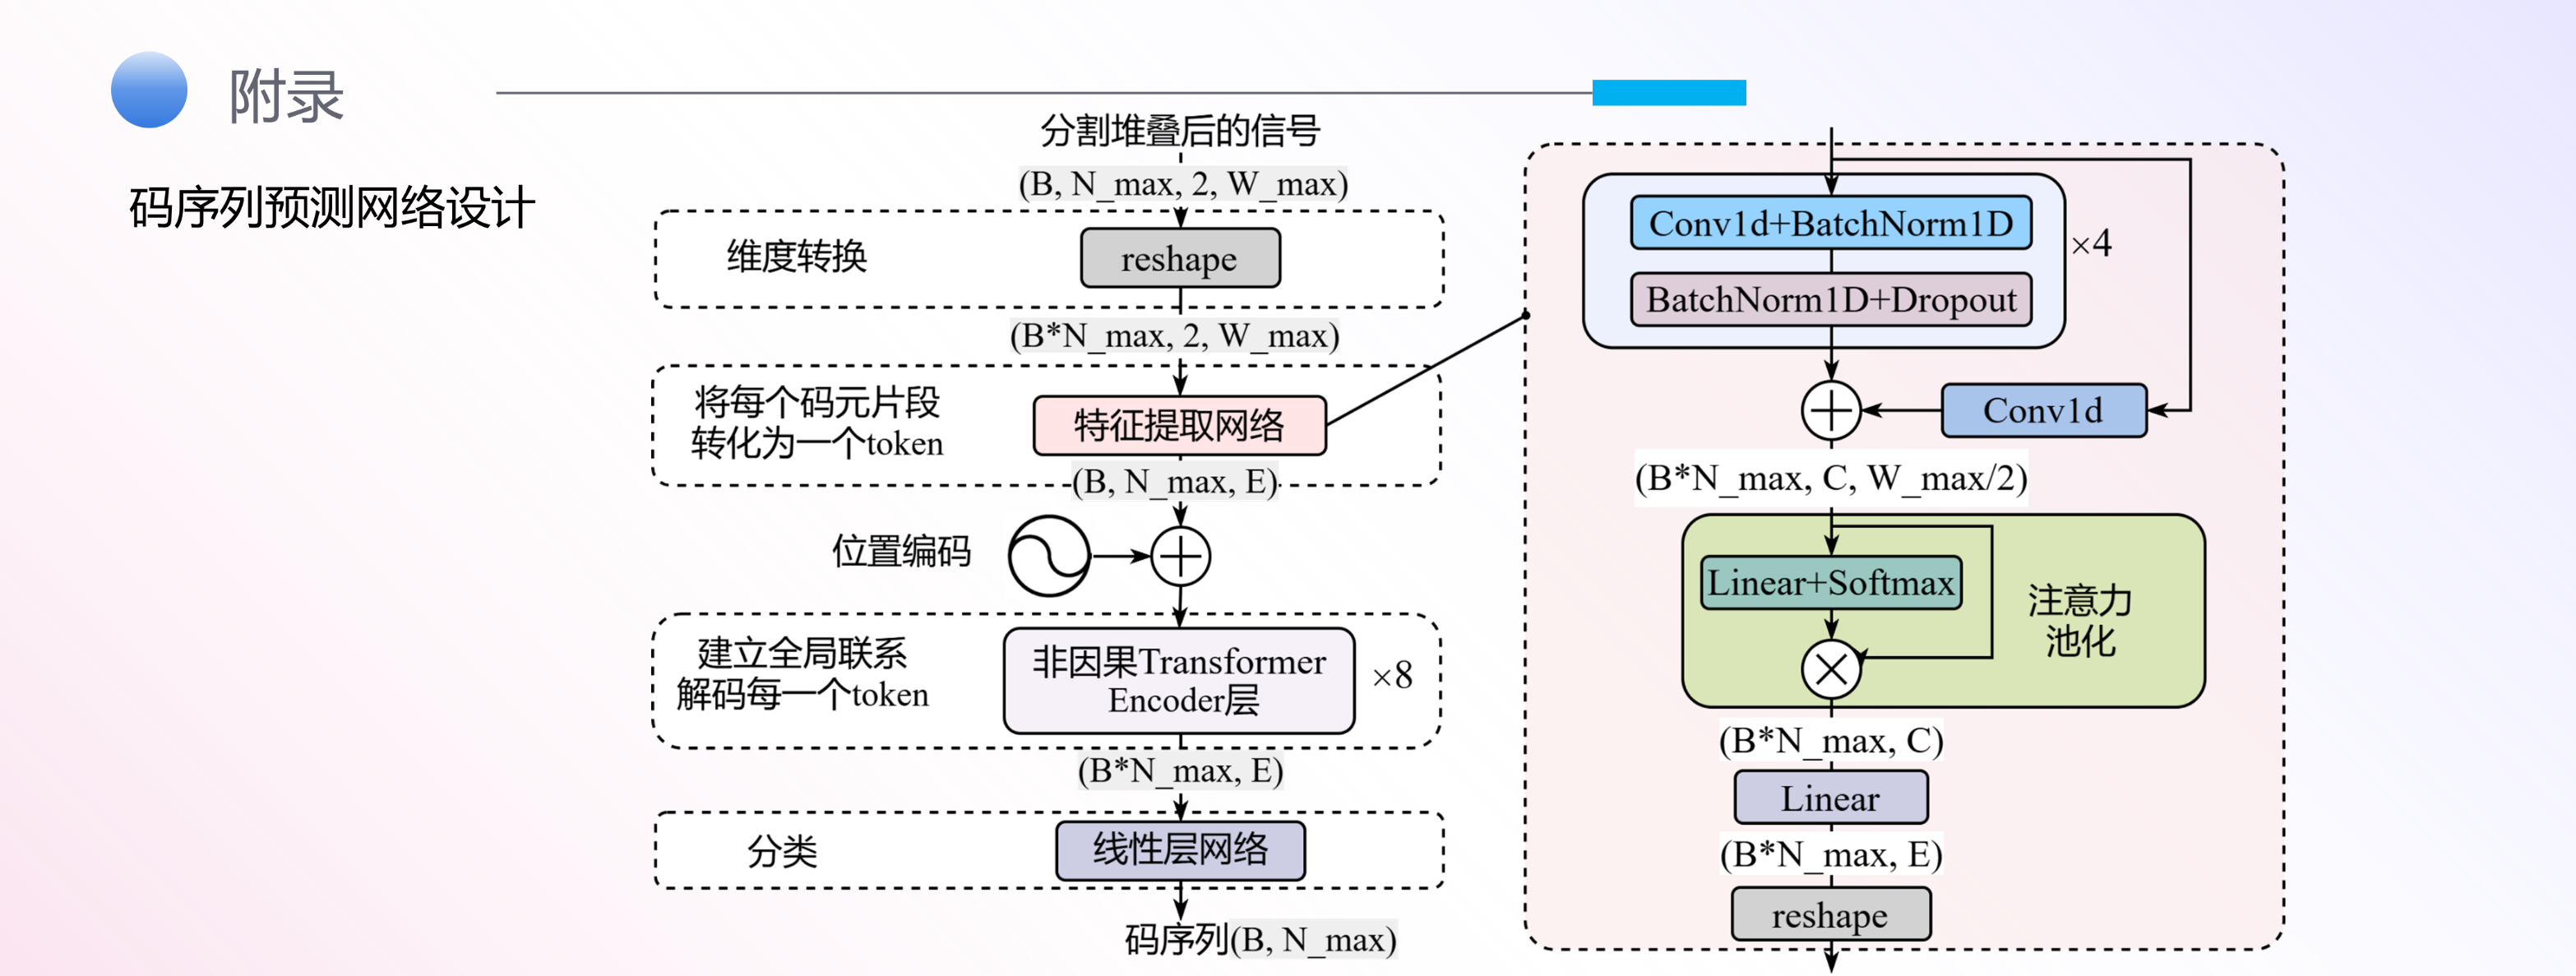 附录
码序列预测网络设计
分割堆叠后的信号
(B, N_max, 2, W_max)
维度转换
reshape
(B*N_max, 2, W_max)
将每个码元片段
转化为一个token
特征提取网络
(B, N_max, E)
位置编码
建立全局联系
解码每一个token
非因果Transformer
Encoder层
×8
(B*N_max, E)
分类
线性层网络
码序列(B, N_max)
Conv1d+BatchNorm1D
BatchNorm1D+Dropout
×4
Conv1d
(B*N_max, C, W_max/2)
Linear+Softmax
注意力
池化
(B*N_max, C)
Linear
(B*N_max, E)
reshape